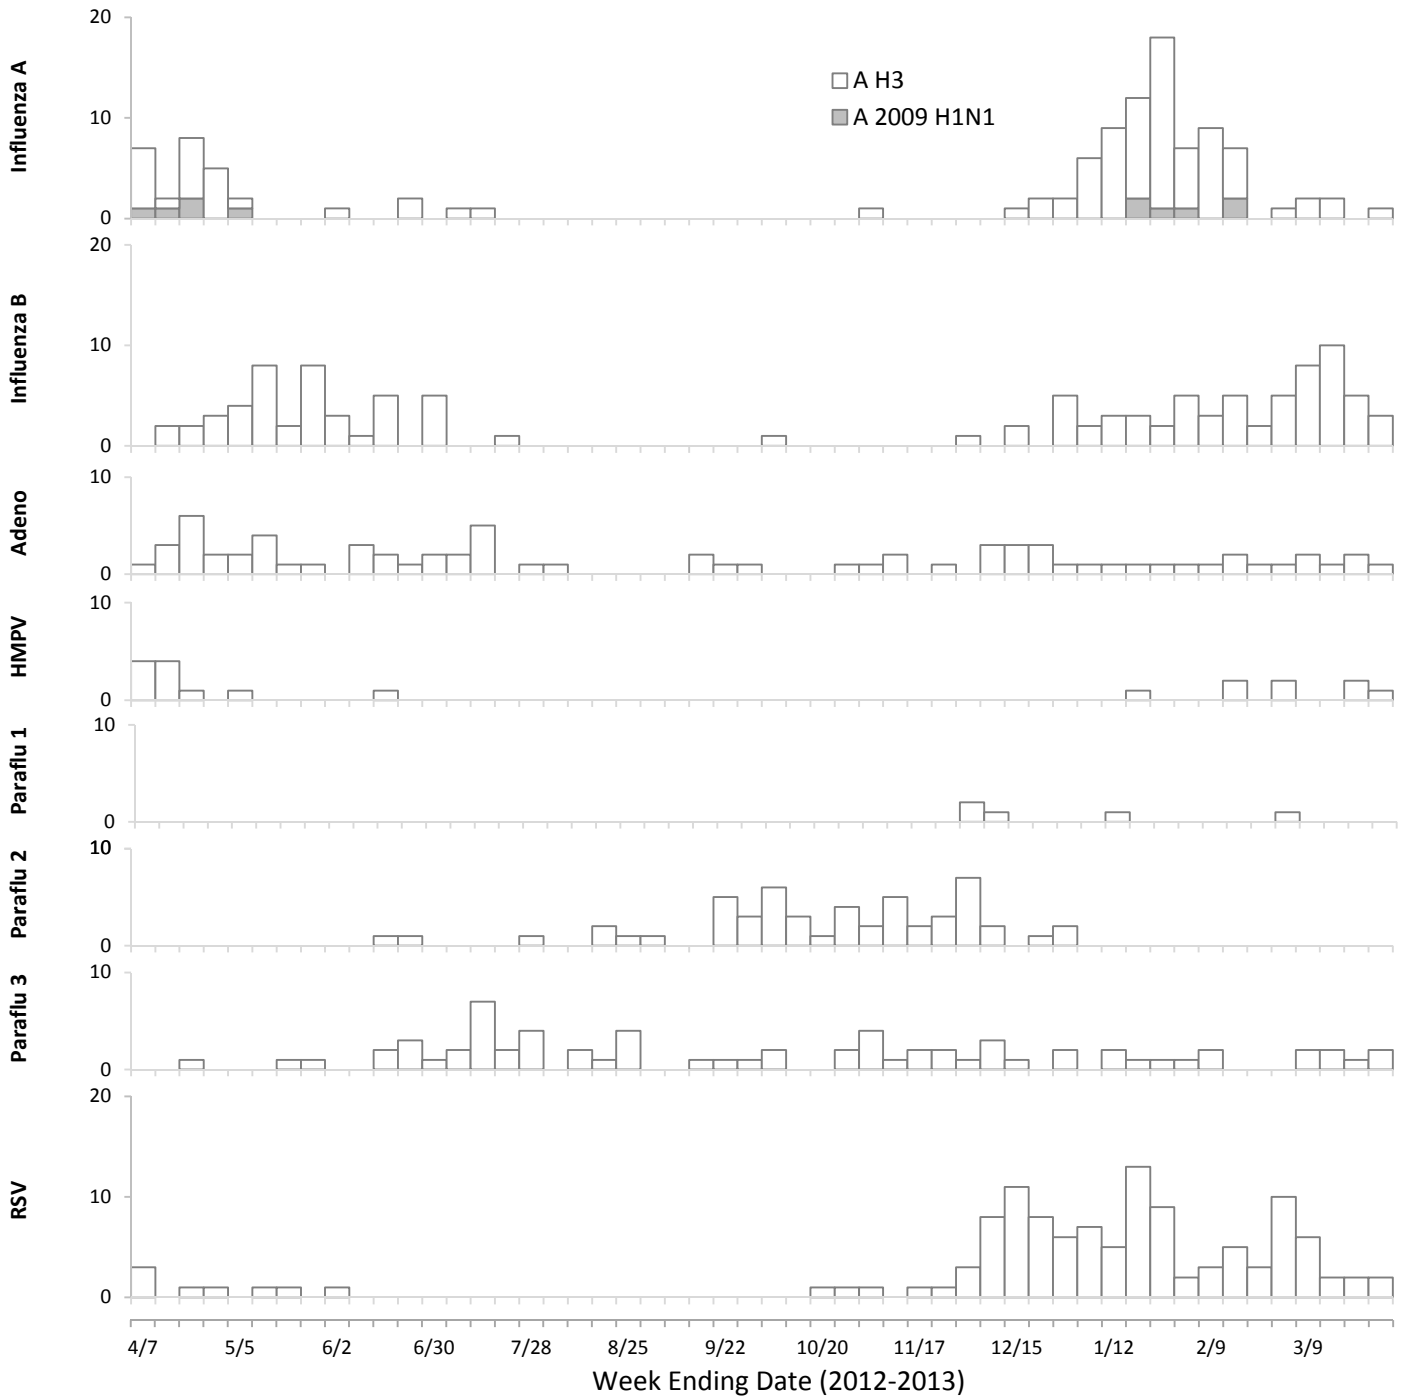 Influenza A
20
10
0
A H3
A 2009 H1N1
Influenza B
20
10
0
Adeno
10
0
HMPV
10
0
Paraflu 1
10
0
Paraflu 2
10
0
Paraflu 3
10
0
RSV
20
10
0
4/7 5/5 6/2 6/30 7/28 8/25 9/22 10/20 11/17 12/15 1/12 2/9 3/9
Week Ending Date (2012-2013)